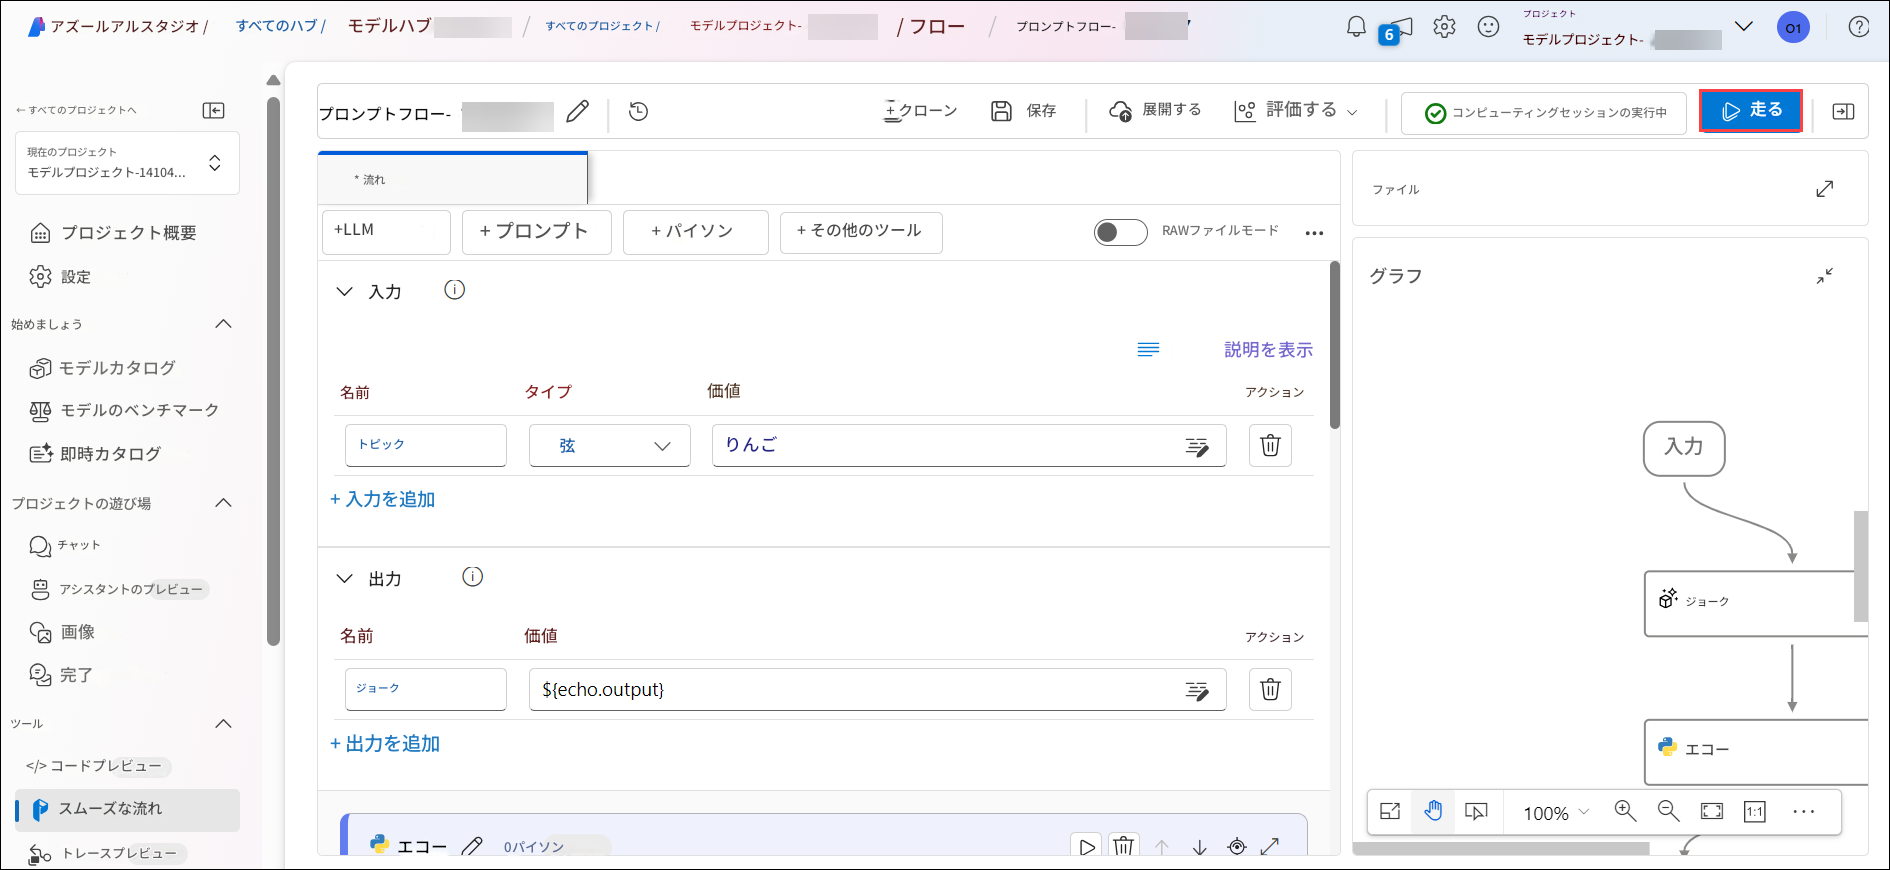 アズールアルスタジオ / すべてのハブ / モデルハブ / すべてのプロジェクト / モデルプロジェクト- / フロー / プロンプトフロー-
6
プロジェクト
モデルプロジェクト-
O1
←すべてのプロジェクトへ
現在のプロジェクト
モデルプロジェクト-14104...
プロジェクト概要
設定
始めましょう
モデルカタログ
モデルのベンチマーク
即時カタログ
プロジェクトの遊び場
チャット
アシスタントのプレビュー
画像
完了
ツール
</> コードプレビュー
スムーズな流れ
トレースプレビュー
プロンプトフロー-
クローン
保存
展開する
評価する
コンピューティングセッションの実行中
走る
* 流れ
+LLM
+ プロンプト
+ パイソン
+ その他のツール
RAWファイルモード
...
入力
説明を表示
名前 タイプ 価値 アクション
トピック 弦 りんご
+ 入力を追加
出力
名前 価値 アクション
ジョーク ${echo.output}
+ 出力を追加
エコー 0パイソン
ファイル
グラフ
入力
ジョーク
エコー
100% 1:1 ...